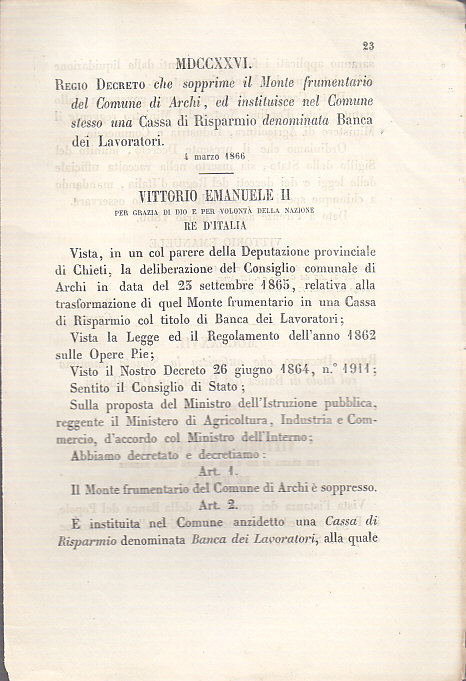 23
MDCCXXVI.
REGIO DECRETO che sopprime il Monte frumentario
del Comune di Archi, ed instituisce nel Comune
stesso una Cassa di Risparmio denominata Banca
dei Lavoratori.
4 marzo 1866
VITTORIO EMANUELE II
PER GRAZIA DI DIO E PER VOLONTÀ DELLA NAZIONE
RE D'ITALIA
Vista, in un col parere della Deputazione provinciale
di Chieti, la deliberazione del Consiglio comunale di
Archi in data del 23 settembre 1865, relativa alla
trasformazione di quel Monte frumentario in una Cassa
di Risparmio col titolo di Banca dei Lavoratori;
Vista la Legge ed il Regolamento dell'anno 1862
sulle Opere Pie;
Visto il Nostro Decreto 26 giugno 1864, n.° 1911;
Sentito il Consiglio di Stato;
Sulla proposta del Ministro dell'Istruzione pubblica,
reggente il Ministero di Agricoltura, Industria e Com-
mercio, d'accordo col Ministro dell'Interno;
Abbiamo decretato e decretiamo:
Art. 1.
Il Monte frumentario del Comune di Archi è soppresso.
Art. 2.
È instituita nel Comune anzidetto una Cassa di
Risparmio denominata Banca dei Lavoratori, alla quale